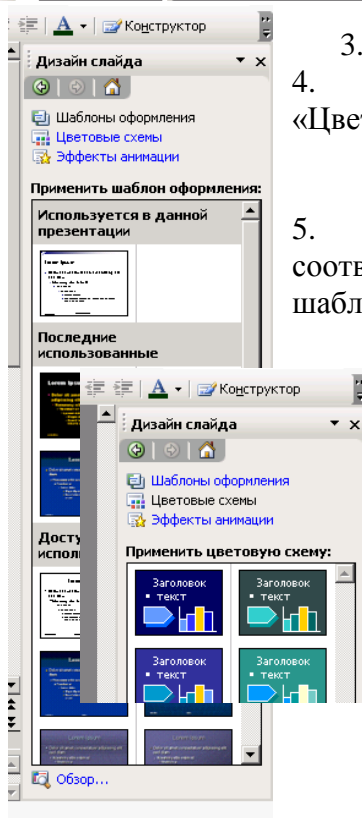 А Конструктор
Дизайн слайда
Шаблоны оформления
Цветовые схемы
Эффекты анимации
Применить шаблон оформления:
Используется в данной
презентации
Последние
использованные
Досту
исполь
Обзор...
А Конструктор
Дизайн слайда
Шаблоны оформления
Цветовые схемы
Эффекты анимации
Применить цветовую схему:
Заголовок
▪ текст
Заголовок
▪ текст
Заголовок
▪ текст
Заголовок
▪ текст
3.
4.
«Цвет
5.
соотв
шабл